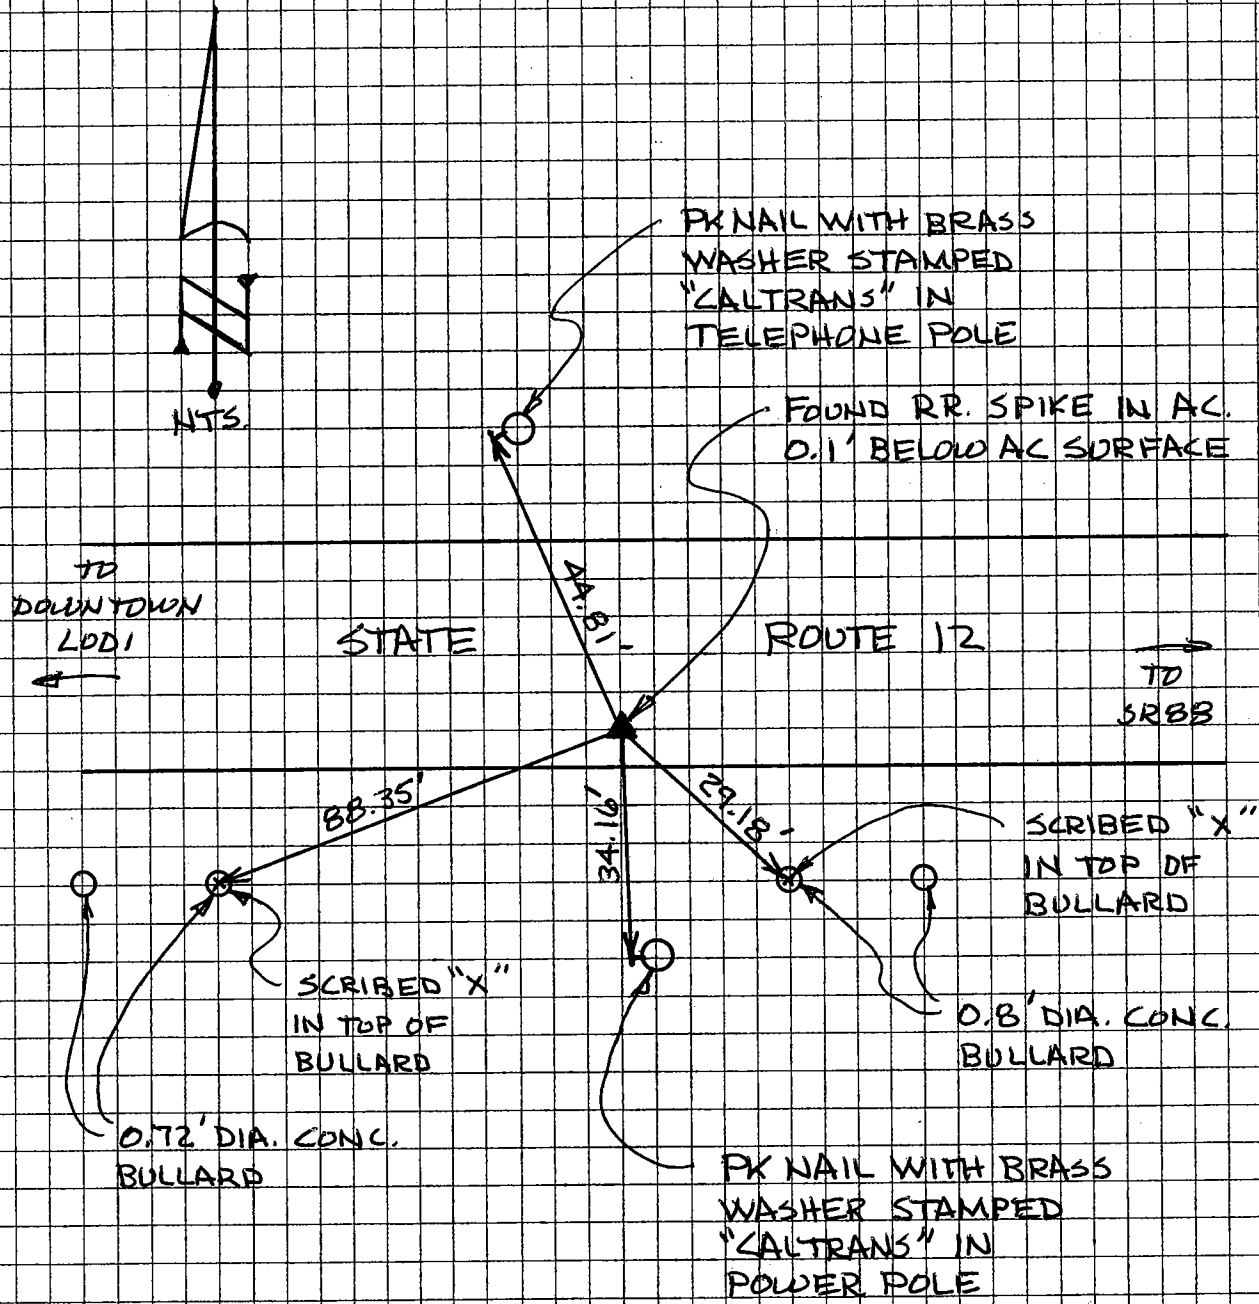 PK NAIL WITH BRASS
WASHER STAMPED
"CALTRANS" IN
TELEPHONE POLE
NTS.
FOUND RR. SPIKE IN AC.
0.1' BELOW AC SURFACE
TO
DOWNTOWN
LODI
STATE
44.81'
ROUTE 12
TO
SR88
88.35'
34.16'
29.18'
SCRIBED "X"
IN TOP OF
BULLARD
SCRIBED "X"
IN TOP OF
BULLARD
0.8' DIA. CONC.
BULLARD
0.72' DIA. CONC.
BULLARD
PK NAIL WITH BRASS
WASHER STAMPED
"CALTRANS" IN
POWER POLE